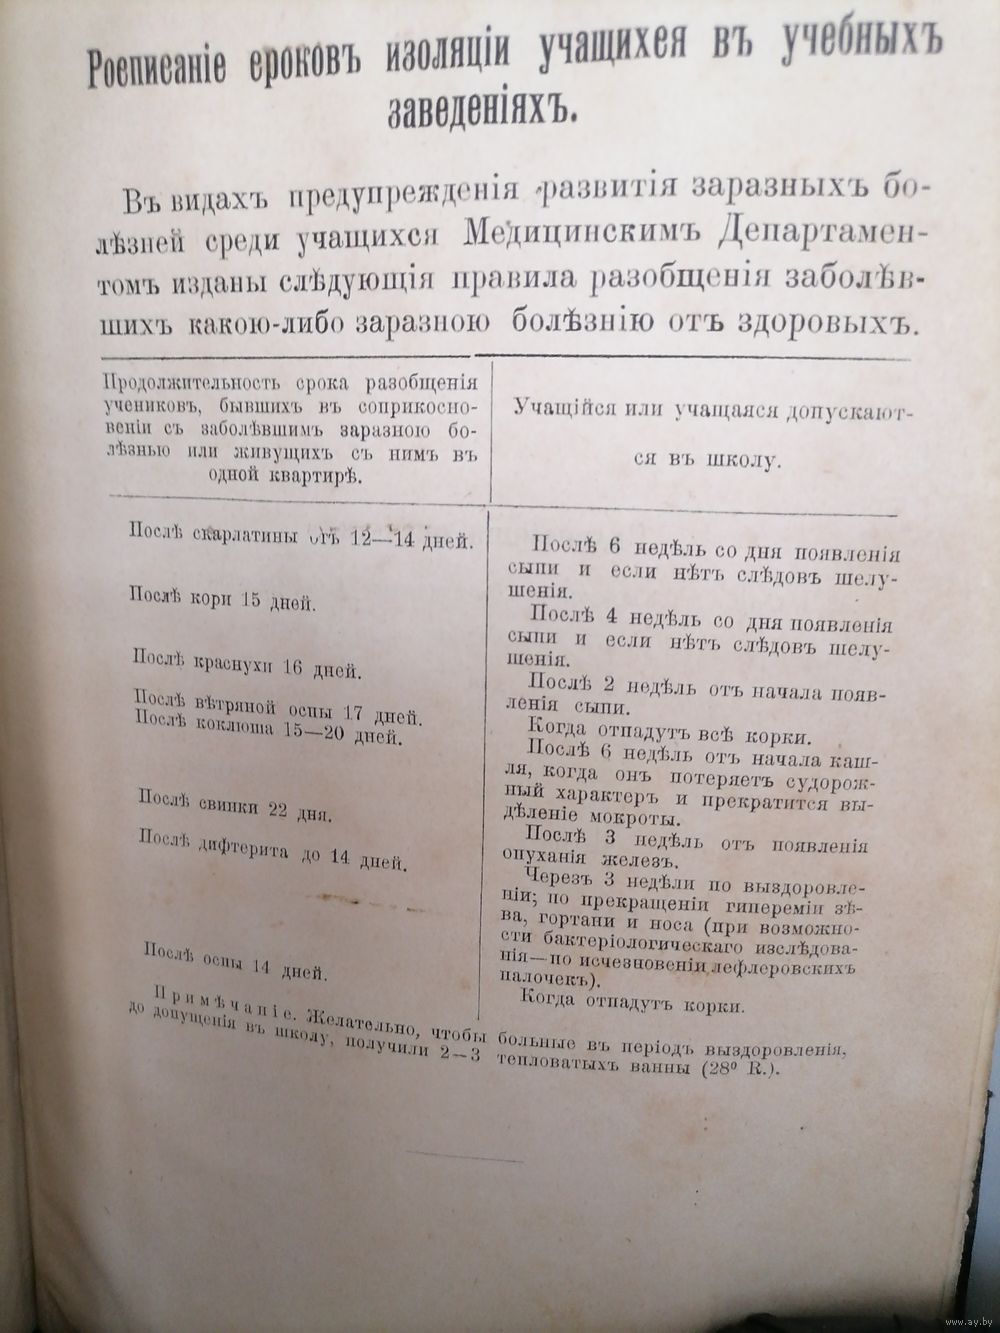 Росписаніе сроковъ изоляціи учащихся въ учебныхъ
заведеніяхъ.
Въ видахъ предупрежденія развитія заразныхъ бо-
лѣзней среди учащихся Медицинскимъ Департамен-
томъ изданы слѣдующія правила разобщенія заболѣв-
шихъ какою-либо заразною болѣзнію отъ здоровыхъ.
Продолжительность срока разобщенія
учениковъ, бывшихъ въ соприкосно-
веніи съ заболѣвшимъ заразною бо-
лѣзнью или живущихъ съ нимъ въ
одной квартирѣ.
Учащійся или учащаяся допускают-
ся въ школу.
Послѣ скарлатины отъ 12—14 дней.
Послѣ 6 недѣль со дня появленія
сыпи и если нѣтъ слѣдовъ шелу-
шенія.
Послѣ кори 15 дней.
Послѣ 4 недѣль со дня появленія
сыпи и если нѣтъ слѣдовъ шелу-
шенія.
Послѣ краснухи 16 дней.
Послѣ 2 недѣль отъ начала появ-
ленія сыпи.
Послѣ вѣтряной оспы 17 дней.
Когда отпадутъ всѣ корки.
Послѣ коклюша 15—20 дней.
Послѣ 6 недѣль отъ начала каш-
ля, когда онъ потеряетъ судорож-
ный характеръ и прекратится вы-
дѣленіе мокроты.
Послѣ свинки 22 дня.
Послѣ 3 недѣль отъ появленія
опуханія железъ.
Послѣ дифтерита до 14 дней.
Черезъ 3 недѣли по выздоровле-
ніи; по прекращеніи гипереміи зѣ-
ва, гортани и носа (при возможно-
сти бактеріологическаго изслѣдова-
нія—по исчезновеніи лефлеровскихъ
палочекъ).
Послѣ оспы 14 дней.
Когда отпадутъ корки.
Примѣчаніе. Желательно, чтобы больные въ періодъ выздоровленія,
до допущенія въ школу, получили 2—3 тепловатыхъ ванны (28° R.).
www.ay.by